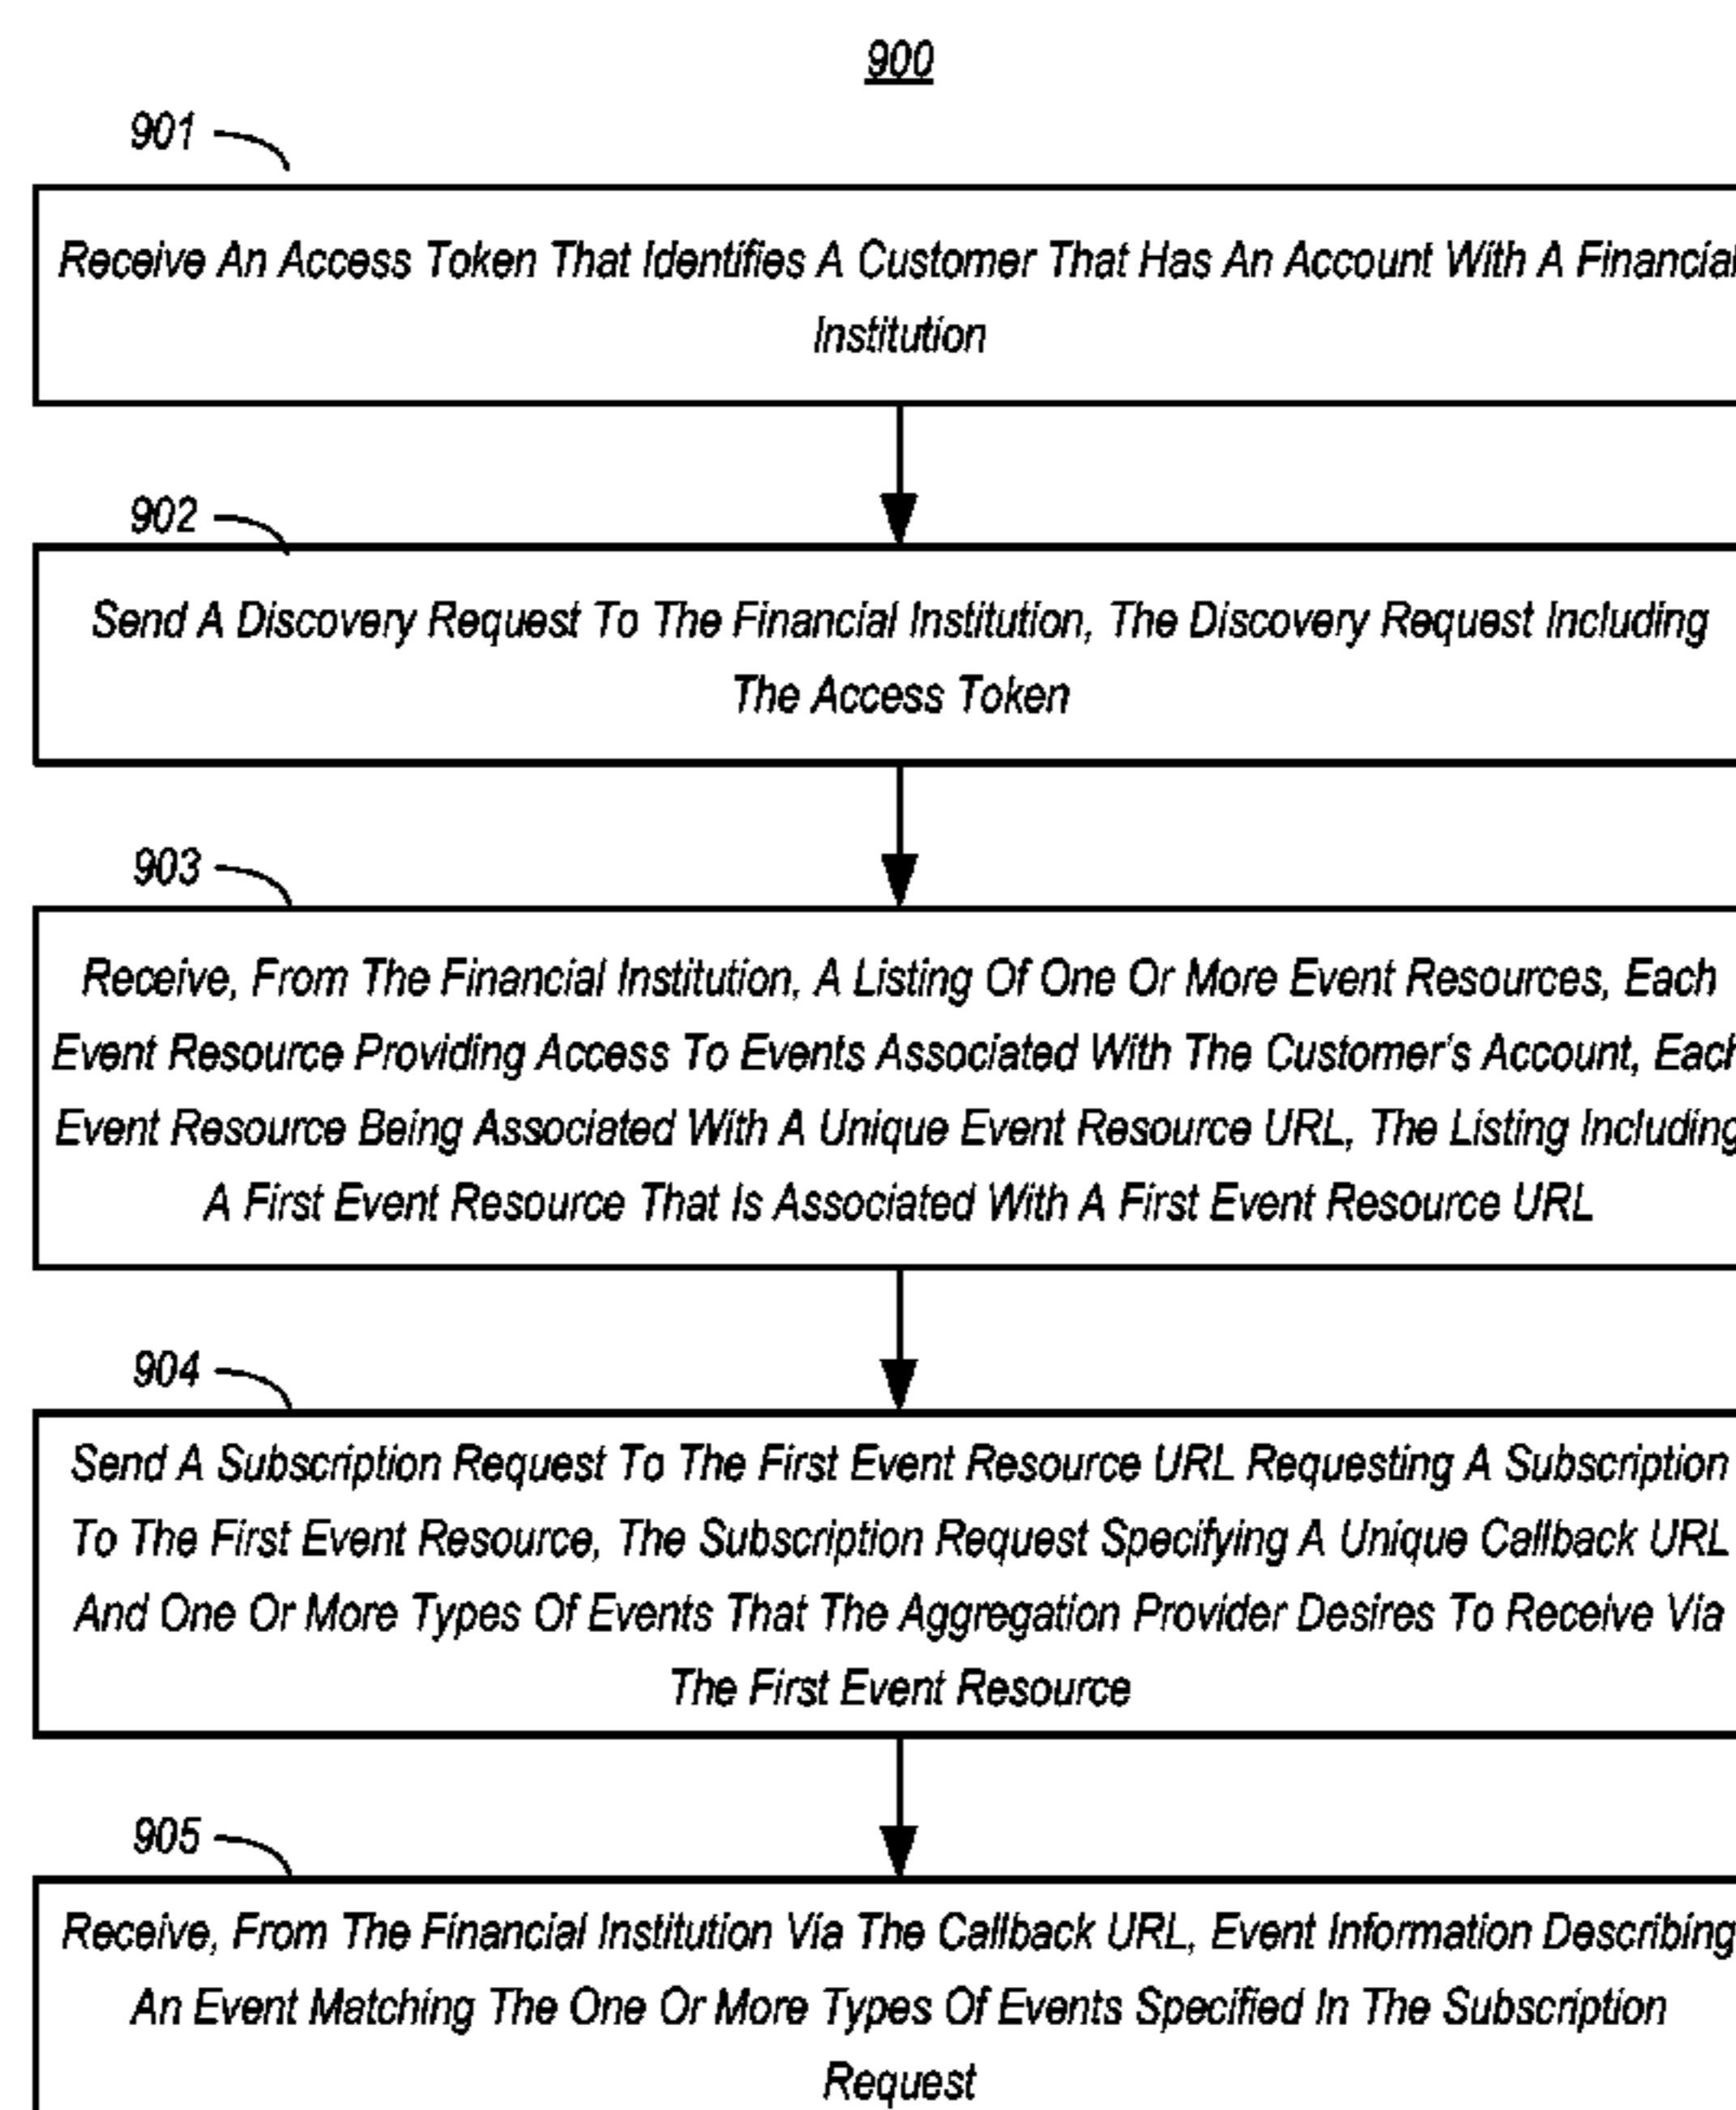 900
901
Receive An Access Token That Identifies A Customer That Has An Account With A Financial
Institution
902
Send A Discovery Request To The Financial Institution, The Discovery Request Including
The Access Token
903
Receive, From The Financial Institution, A Listing Of One Or More Event Resources, Each
Event Resource Providing Access To Events Associated With The Customer's Account, Each
Event Resource Being Associated With A Unique Event Resource URL, The Listing Including
A First Event Resource That Is Associated With A First Event Resource URL
904
Send A Subscription Request To The First Event Resource URL Requesting A Subscription
To The First Event Resource, The Subscription Request Specifying A Unique Callback URL
And One Or More Types Of Events That The Aggregation Provider Desires To Receive Via
The First Event Resource
905
Receive, From The Financial Institution Via The Callback URL, Event Information Describing
An Event Matching The One Or More Types Of Events Specified In The Subscription
Request